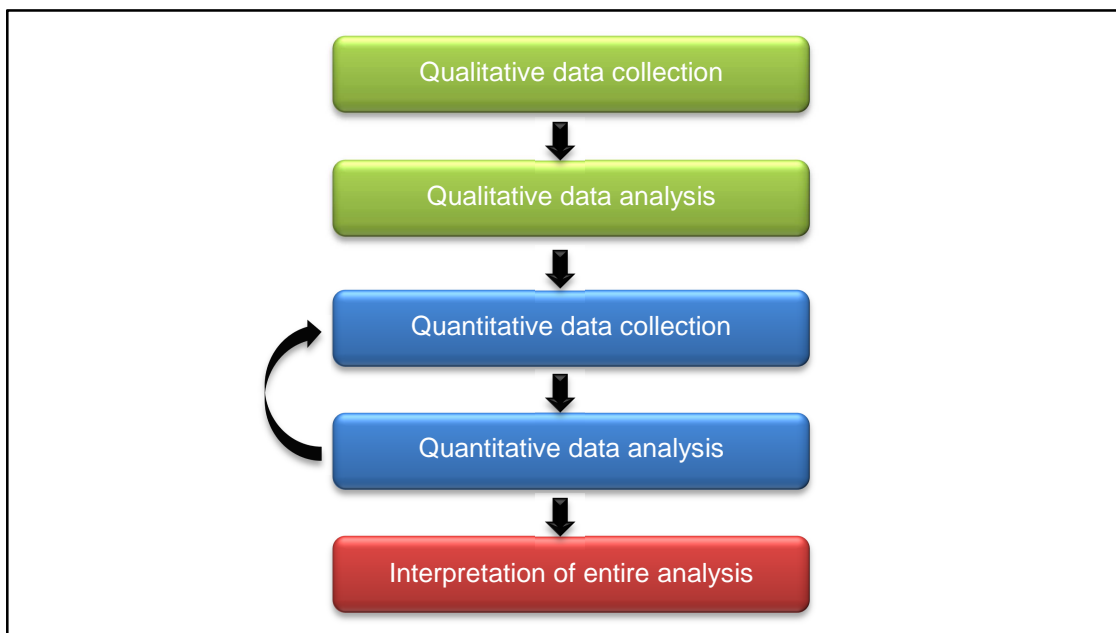 Qualitative data collection
Qualitative data analysis
Quantitative data collection
Quantitative data analysis
Interpretation of entire analysis